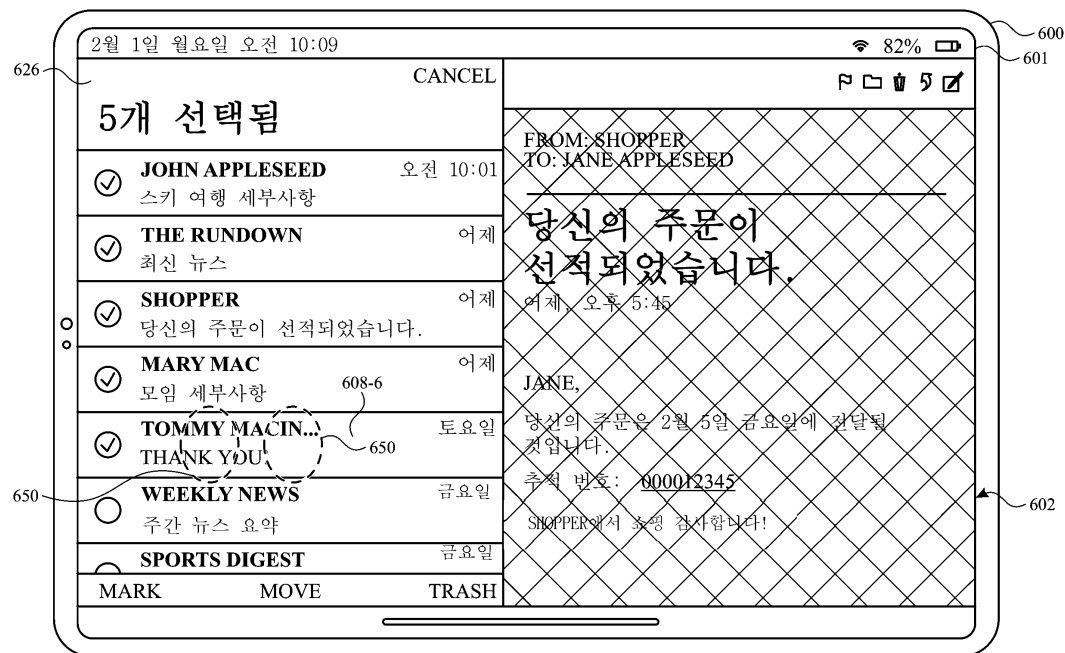 2월 1일 월요일 오전 10:09
82%
600
601
626
CANCEL
5개 선택됨
JOHN APPLESEED 오전 10:01
스키 여행 세부사항
THE RUNDOWN 어제
최신 뉴스
SHOPPER 어제
당신의 주문이 선적되었습니다.
MARY MAC 어제
모임 세부사항
608-6
TOMMY MACIN... 토요일
THANK YOU!
650
650
WEEKLY NEWS 금요일
주간 뉴스 요약
SPORTS DIGEST 금요일
MARK MOVE TRASH
FROM: SHOPPER
TO: JANE APPLESEED
당신의 주문이
선적되었습니다.
어제, 오후 5:45
JANE,
당신의 주문은 2월 5일 금요일에 전달될
것입니다.
추적 번호: 000012345
SHOPPER에서 쇼핑 감사합니다!
602